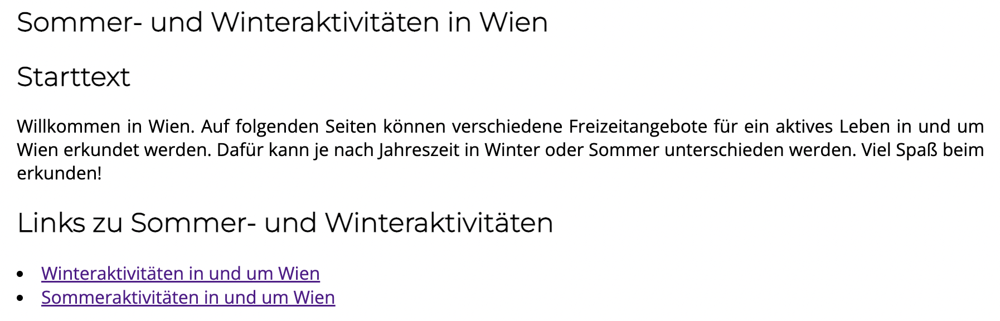 Sommer- und Winteraktivitäten in Wien
Starttext
Willkommen in Wien. Auf folgenden Seiten können verschiedene Freizeitangebote für ein aktives Leben in und um
Wien erkundet werden. Dafür kann je nach Jahreszeit in Winter oder Sommer unterschieden werden. Viel Spaß beim
erkunden!
Links zu Sommer- und Winteraktivitäten
• Winteraktivitäten in und um Wien
• Sommeraktivitäten in und um Wien